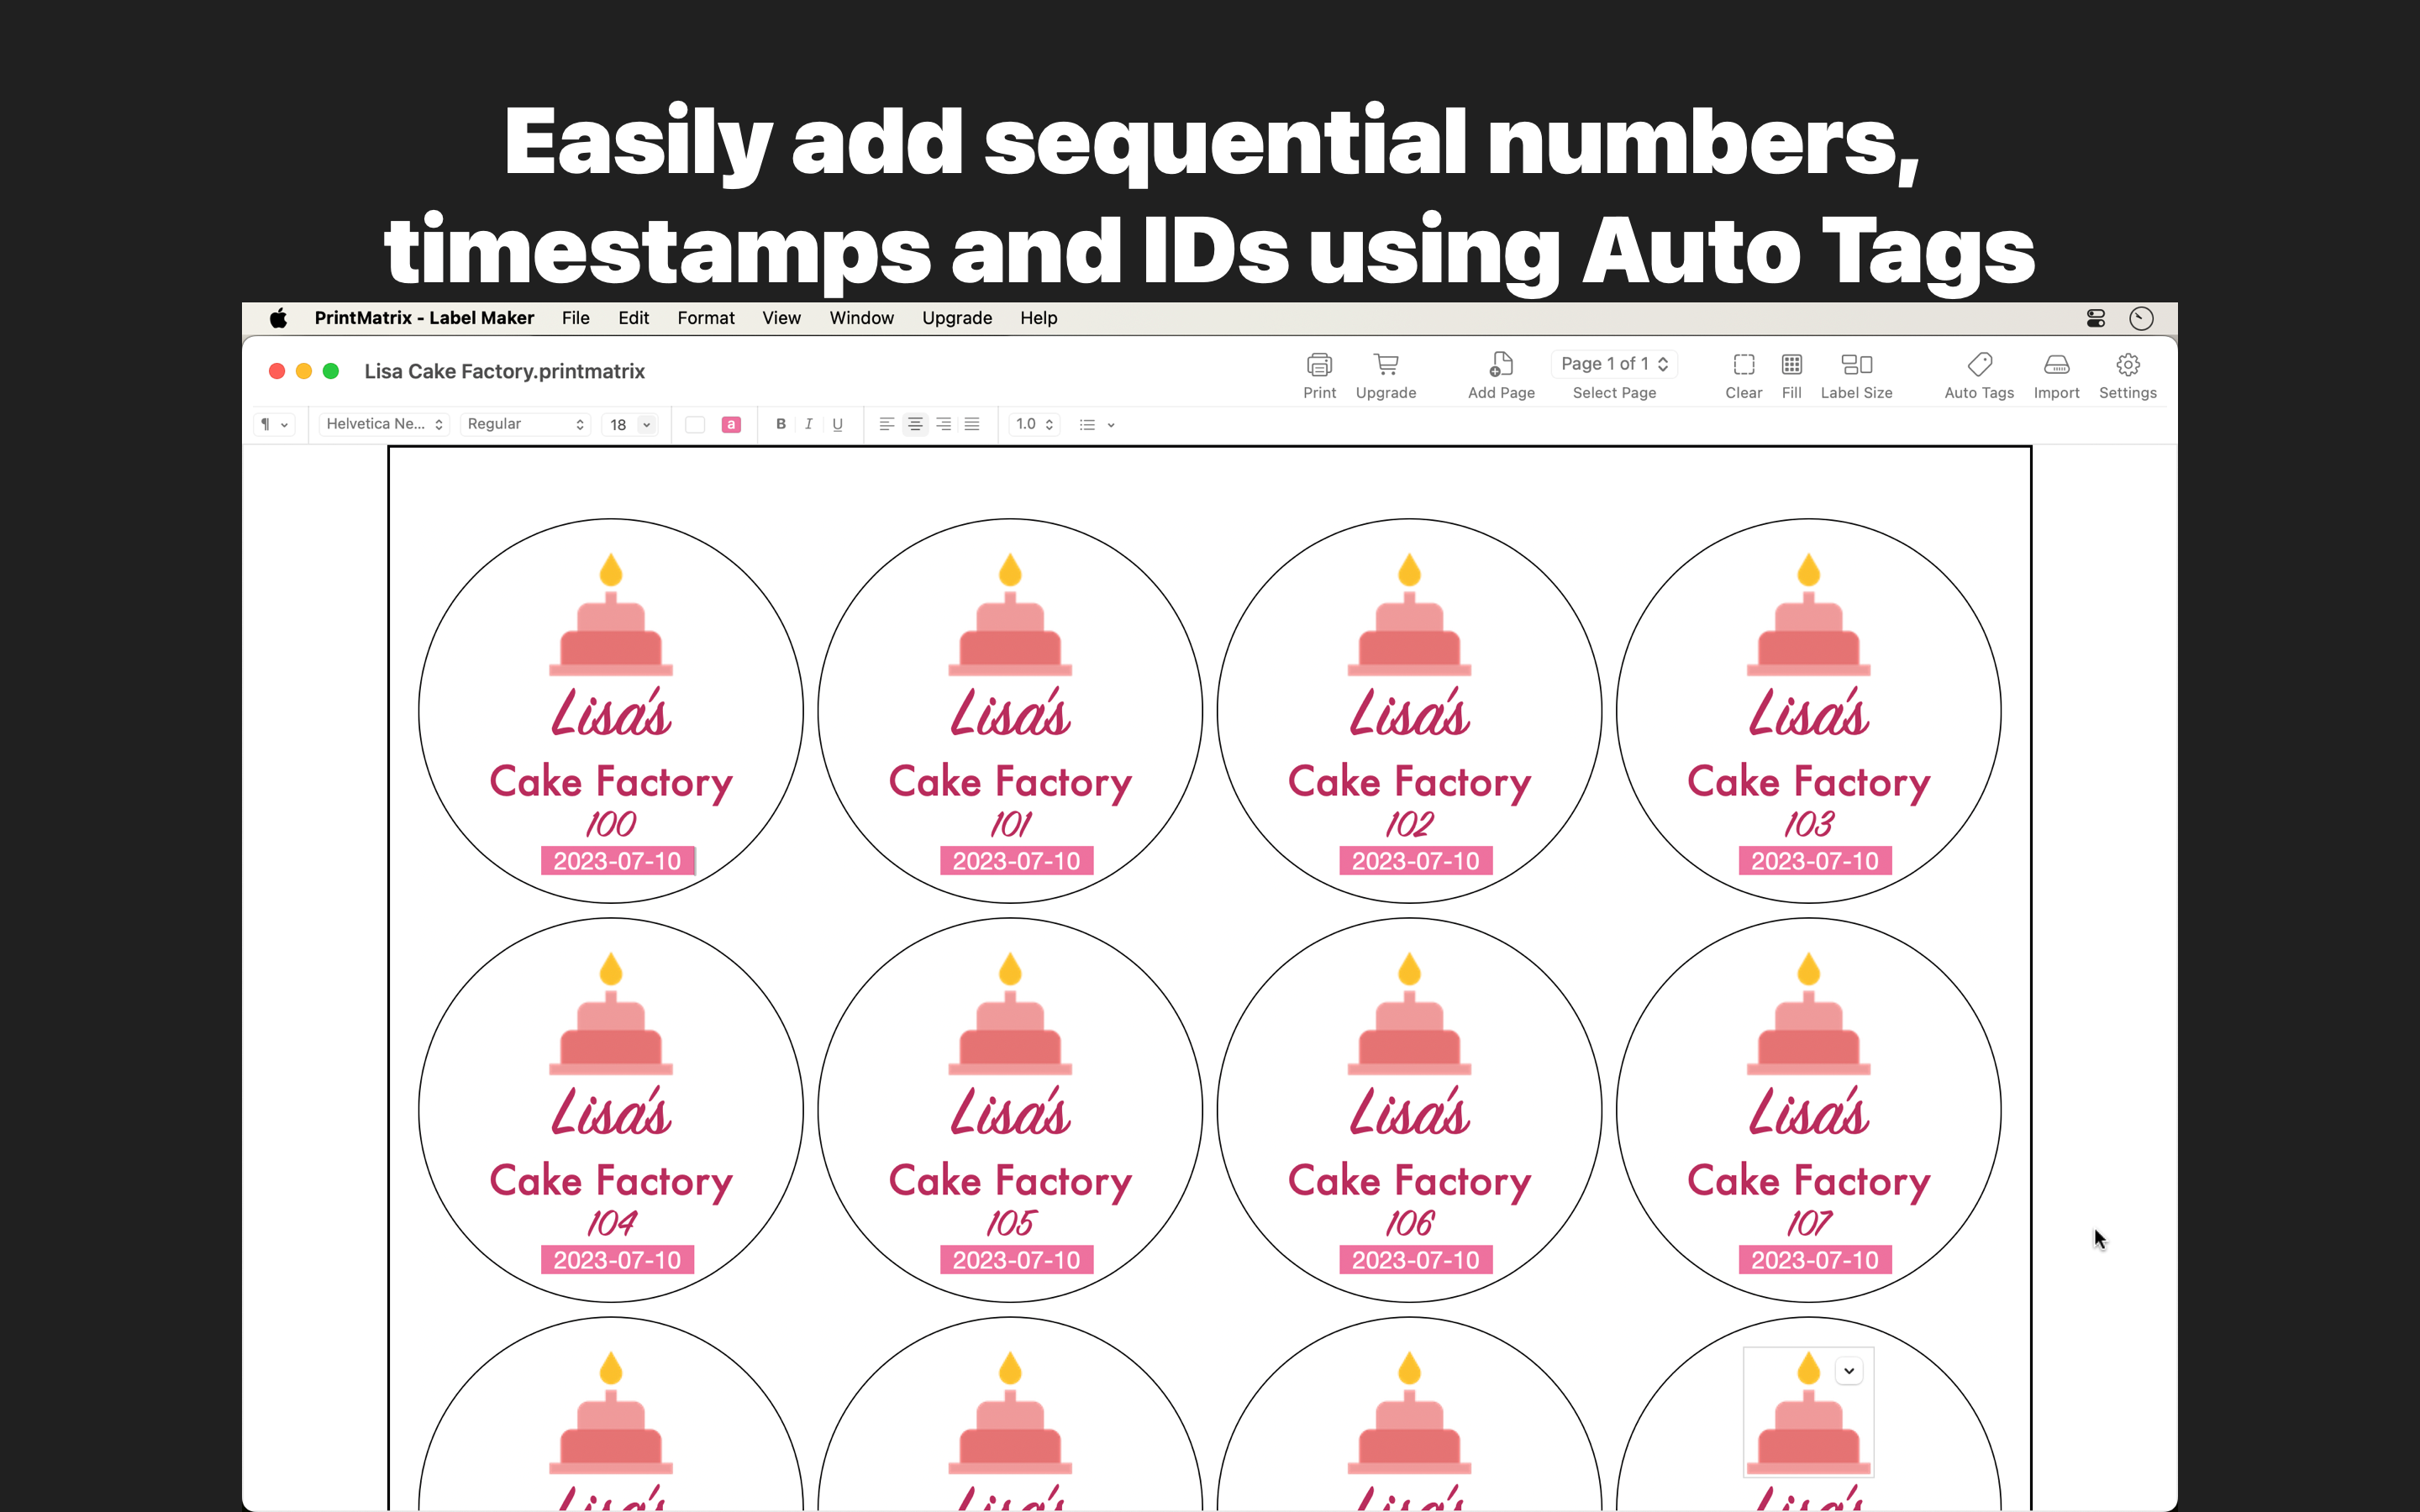 Easily add sequential numbers,
timestamps and IDs using Auto Tags
PrintMatrix - Label Maker File Edit Format View Window Upgrade Help
Lisa Cake Factory.printmatrix
Page 1 of 1
Print Upgrade Add Page Select Page Clear Fill Label Size Auto Tags Import Settings
¶ Helvetica Ne... Regular 18 a B I U 1.0
Lisa's Lisa's Lisa's Lisa's
Cake Factory Cake Factory Cake Factory Cake Factory
100 101 102 103
2023-07-10 2023-07-10 2023-07-10 2023-07-10
Lisa's Lisa's Lisa's Lisa's
Cake Factory Cake Factory Cake Factory Cake Factory
104 105 106 107
2023-07-10 2023-07-10 2023-07-10 2023-07-10
Lisa's Lisa's Lisa's Lisa's